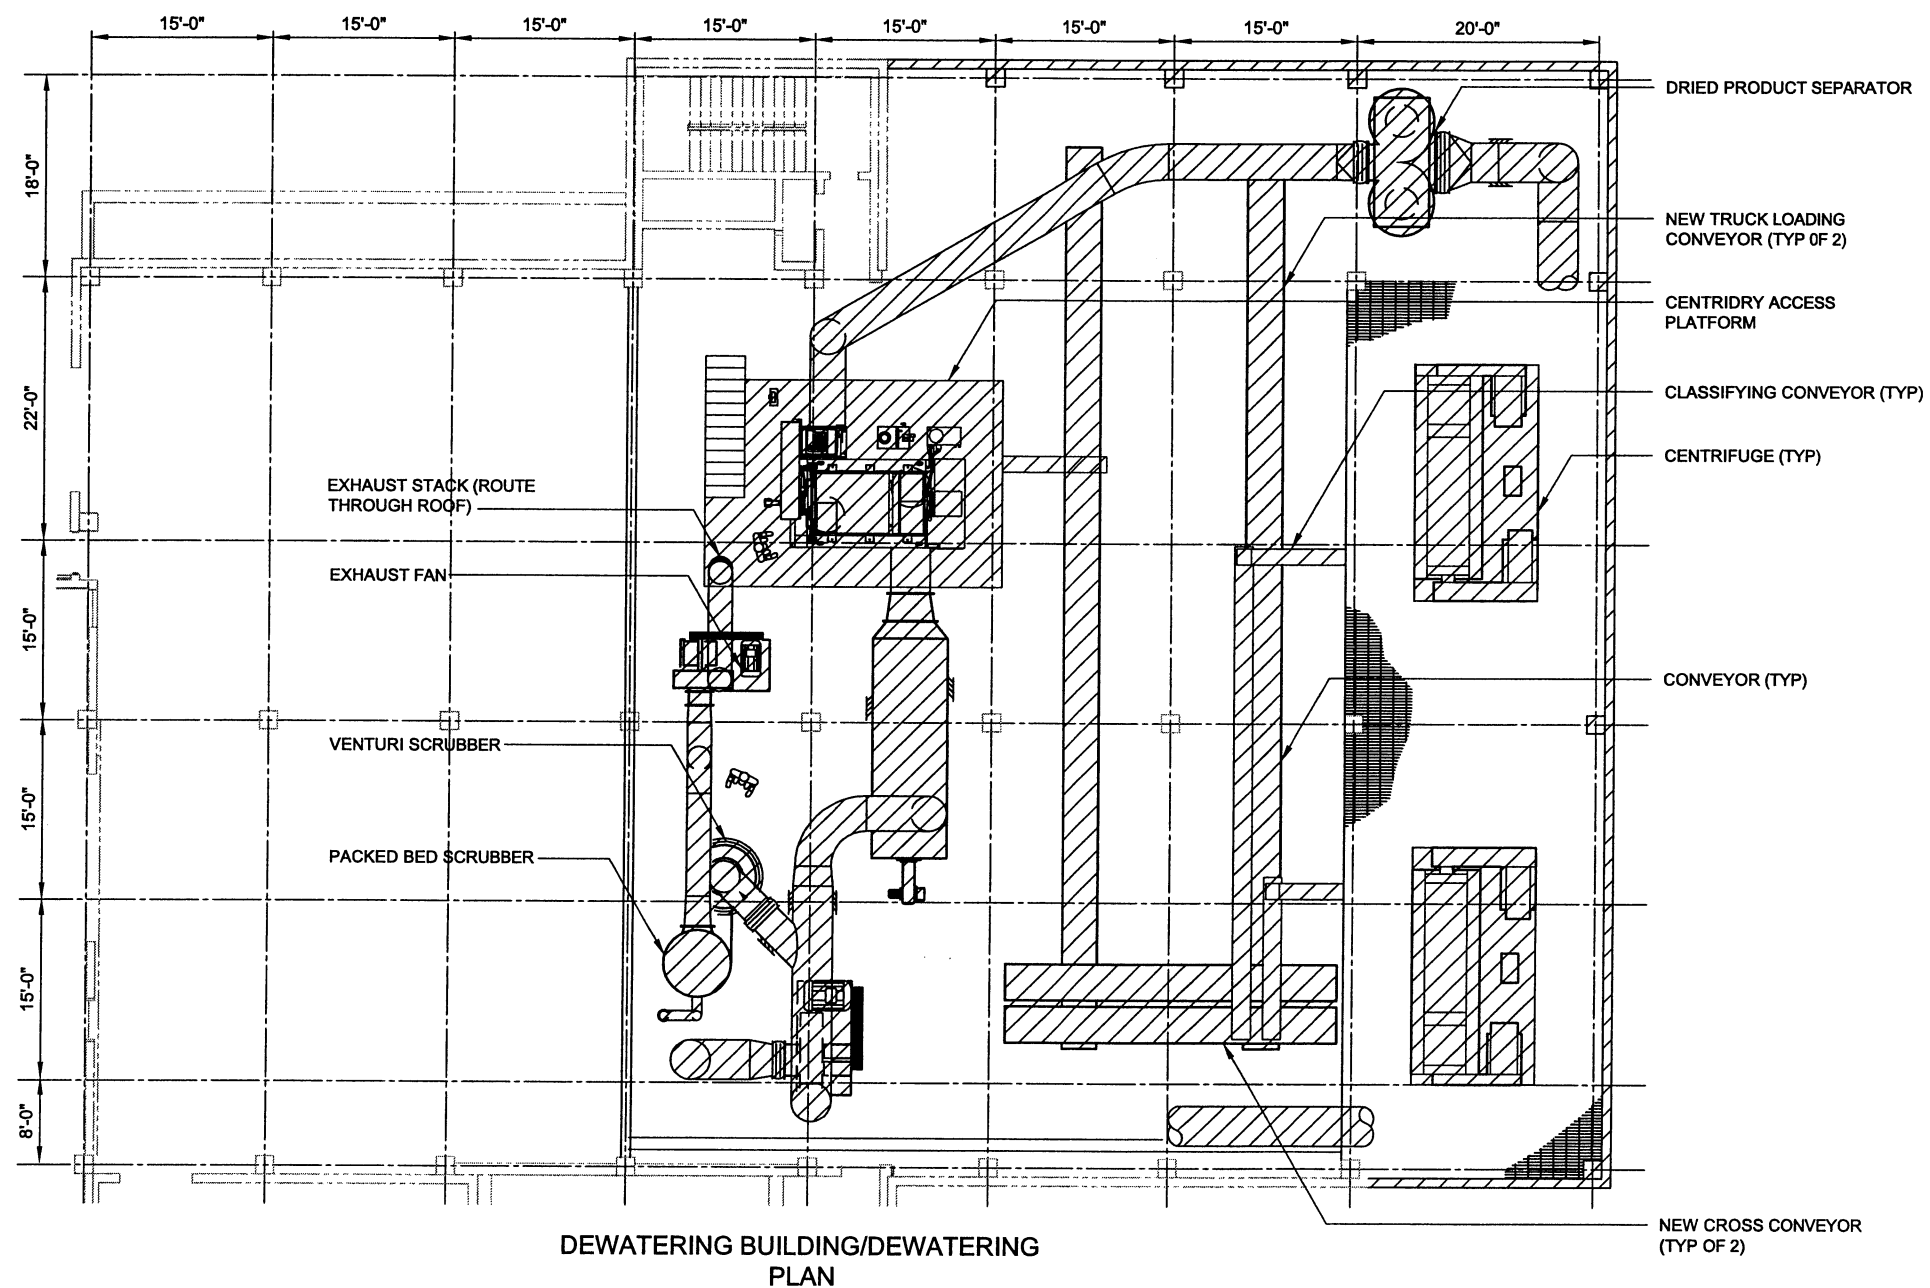 15'-0"
15'-0"
15'-0"
15'-0"
15'-0"
15'-0"
15'-0"
20'-0"
18'-0"
22'-0"
15'-0"
15'-0"
15'-0"
8'-0"
DRIED PRODUCT SEPARATOR
NEW TRUCK LOADING
CONVEYOR (TYP 0F 2)
CENTRIDRY ACCESS
PLATFORM
CLASSIFYING CONVEYOR (TYP)
CENTRIFUGE (TYP)
EXHAUST STACK (ROUTE
THROUGH ROOF)
EXHAUST FAN
CONVEYOR (TYP)
VENTURI SCRUBBER
PACKED BED SCRUBBER
NEW CROSS CONVEYOR
(TYP OF 2)
DEWATERING BUILDING/DEWATERING
PLAN